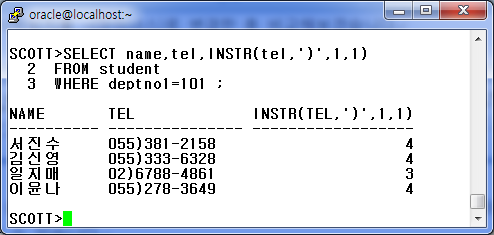 oracle@localhost:~
SCOTT>SELECT name,tel,INSTR(tel,')',1,1)
2 FROM student
3 WHERE deptno1=101 ;
NAME TEL INSTR(TEL,')',1,1)
---------- --------------- ------------------
서진수 055)381-2158 4
김신영 055)333-6328 4
일지매 02)6788-4861 3
이윤나 055)278-3649 4
SCOTT>